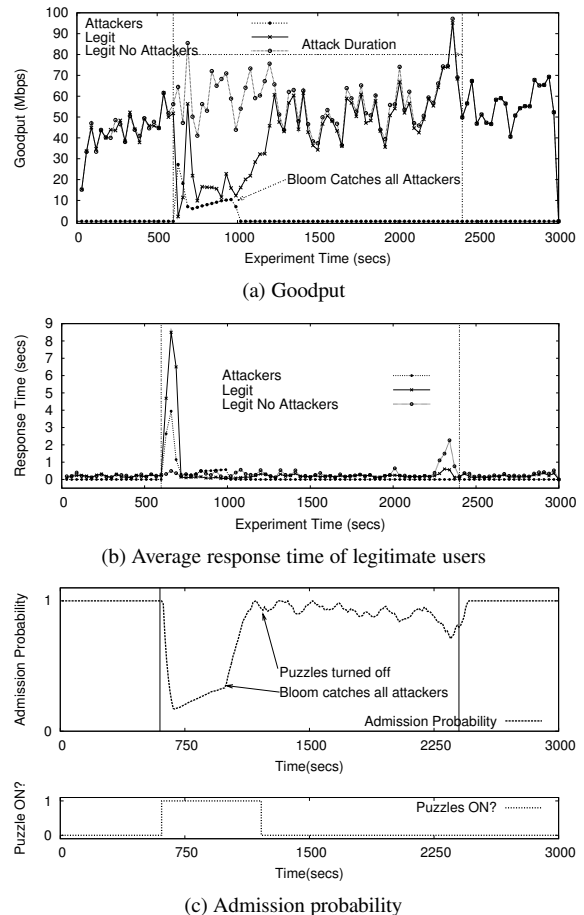 Attackers
Legit
Legit No Attackers
Attack Duration
100
90
80
70
60
50
40
30
20
10
0
Goodput (Mbps)
Bloom Catches all Attackers
0 500 1000 1500 2000 2500 3000
Experiment Time (secs)
(a) Goodput
9
8
7
6
5
4
3
2
1
0
Response Time (secs)
Attackers
Legit
Legit No Attackers
0 500 1000 1500 2000 2500 3000
Experiment Time (secs)
(b) Average response time of legitimate users
1
0
Admission Probability
Puzzles turned off
Bloom catches all attackers
Admission Probability
0 750 1500 2250 3000
Time(secs)
1
0
Puzzle ON?
Puzzles ON?
0 750 1500 2250 3000
Time(secs)
(c) Admission probability